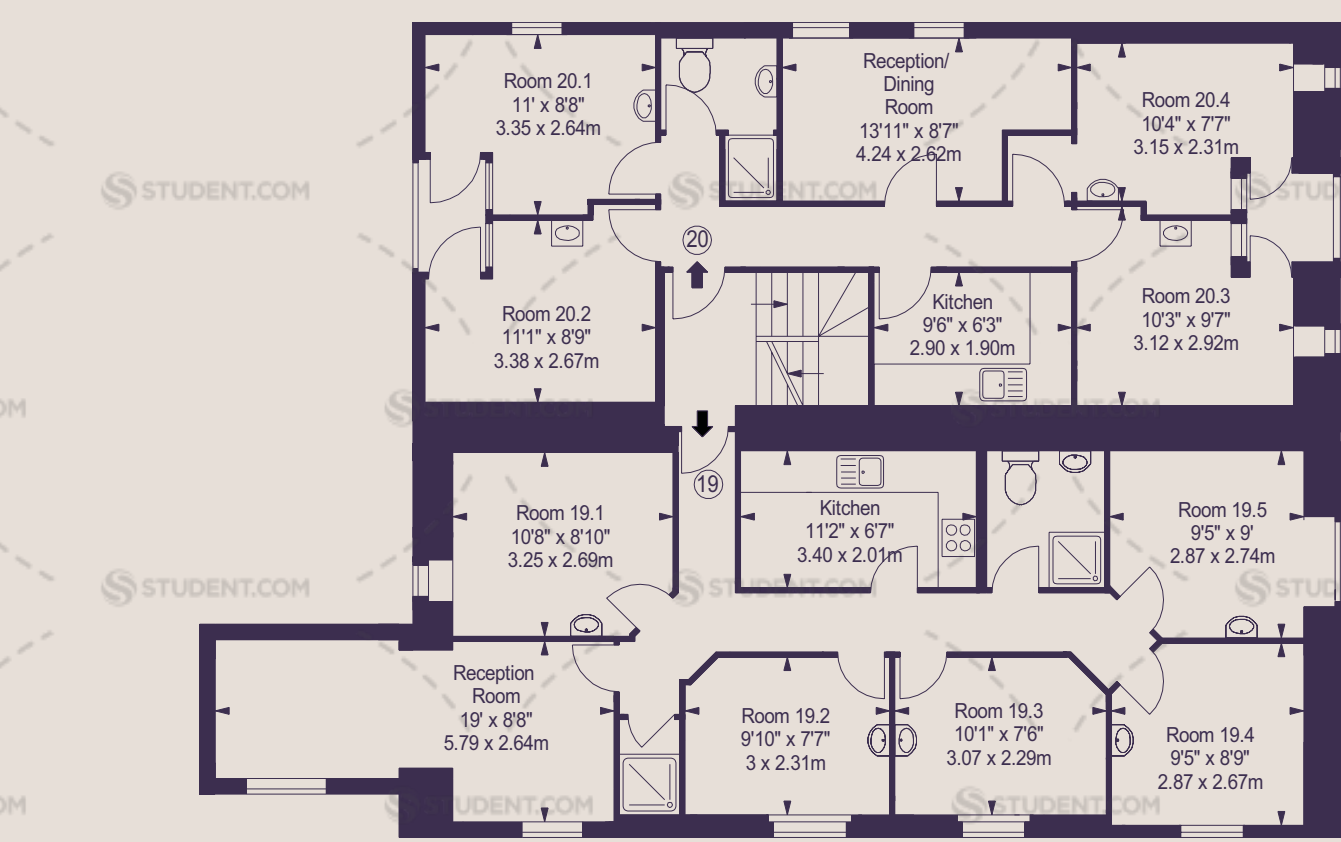 Room 20.1
11' x 8'8"
3.35 x 2.64m
Reception/
Dining
Room
13'11" x 8'7"
4.24 x 2.62m
Room 20.4
10'4" x 7'7"
3.15 x 2.31m
STUDENT.COM
STUDENT.COM
STUD
20
Room 20.2
11'1" x 8'9"
3.38 x 2.67m
Kitchen
9'6" x 6'3"
2.90 x 1.90m
Room 20.3
10'3" x 9'7"
3.12 x 2.92m
OM
STUDENT.COM
STUDENT.COM
19
Room 19.1
10'8" x 8'10"
3.25 x 2.69m
Kitchen
11'2" x 6'7"
3.40 x 2.01m
Room 19.5
9'5" x 9'
2.87 x 2.74m
STUDENT.COM
STUDENT.COM
STUD
Reception
Room
19' x 8'8"
5.79 x 2.64m
Room 19.2
9'10" x 7'7"
3 x 2.31m
Room 19.3
10'1" x 7'6"
3.07 x 2.29m
Room 19.4
9'5" x 8'9"
2.87 x 2.67m
OM
STUDENT.COM
STUDENT.COM